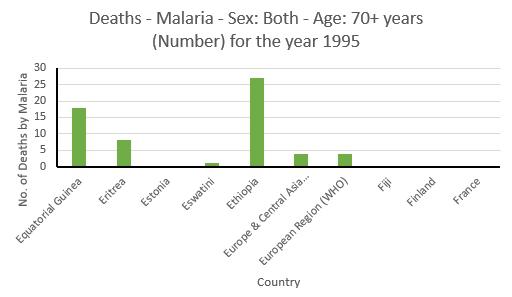 Deaths - Malaria - Sex: Both - Age: 70+ years
(Number) for the year 1995
No. of Deaths by Malaria
30
25
20
15
10
5
0
Equatorial Guinea
Eritrea
Estonia
Eswatini
Ethiopia
Europe & Central Asia...
European Region (WHO)
Fiji
Finland
France
Country